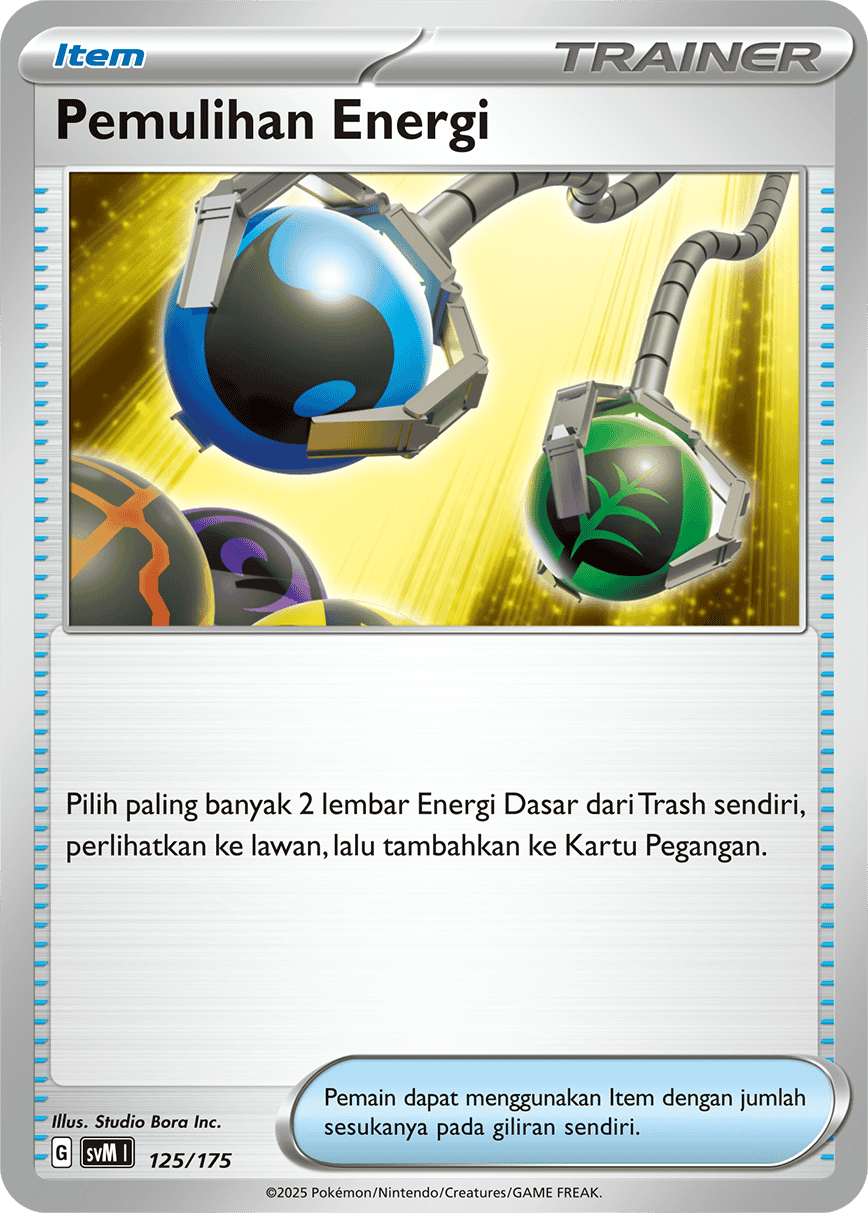 Item
TRAINER
Pemulihan Energi
Pilih paling banyak 2 lembar Energi Dasar dari Trash sendiri,
perlihatkan ke lawan, lalu tambahkan ke Kartu Pegangan.
Pemain dapat menggunakan Item dengan jumlah
sesukanya pada giliran sendiri.
Illus. Studio Bora Inc.
G svM I 125/175
©2025 Pokémon/Nintendo/Creatures/GAME FREAK.